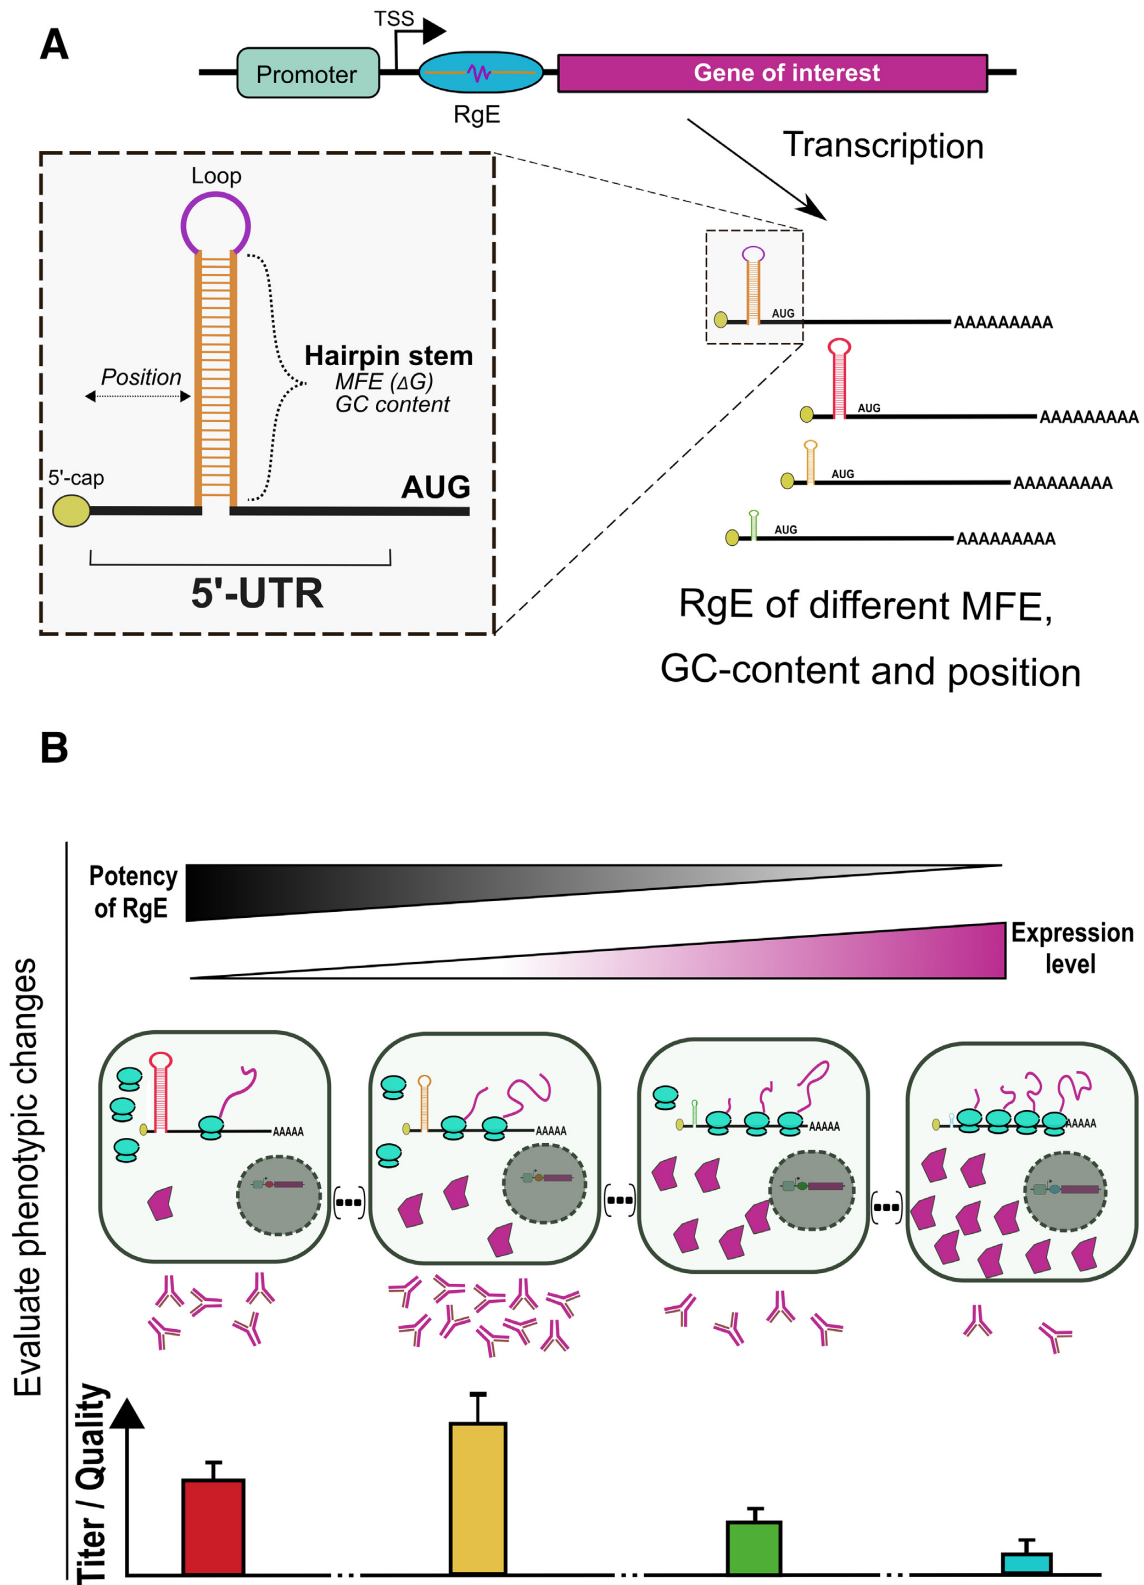 A
TSS
Promoter
Gene of interest
RgE
Transcription
Loop
Hairpin stem
MFE (ΔG)
GC content
Position
5'-cap
AUG
5'-UTR
AUG
AAAAAAAAA
AUG
AAAAAAAAA
AUG
AAAAAAAAA
AUG
AAAAAAAAA
RgE of different MFE,
GC-content and position
B
Evaluate phenotypic changes
Potency
of RgE
Expression
level
AAAAA
AAAAA
AAAAA
AAAAA
(...)
(...)
(...)
Titer / Quality